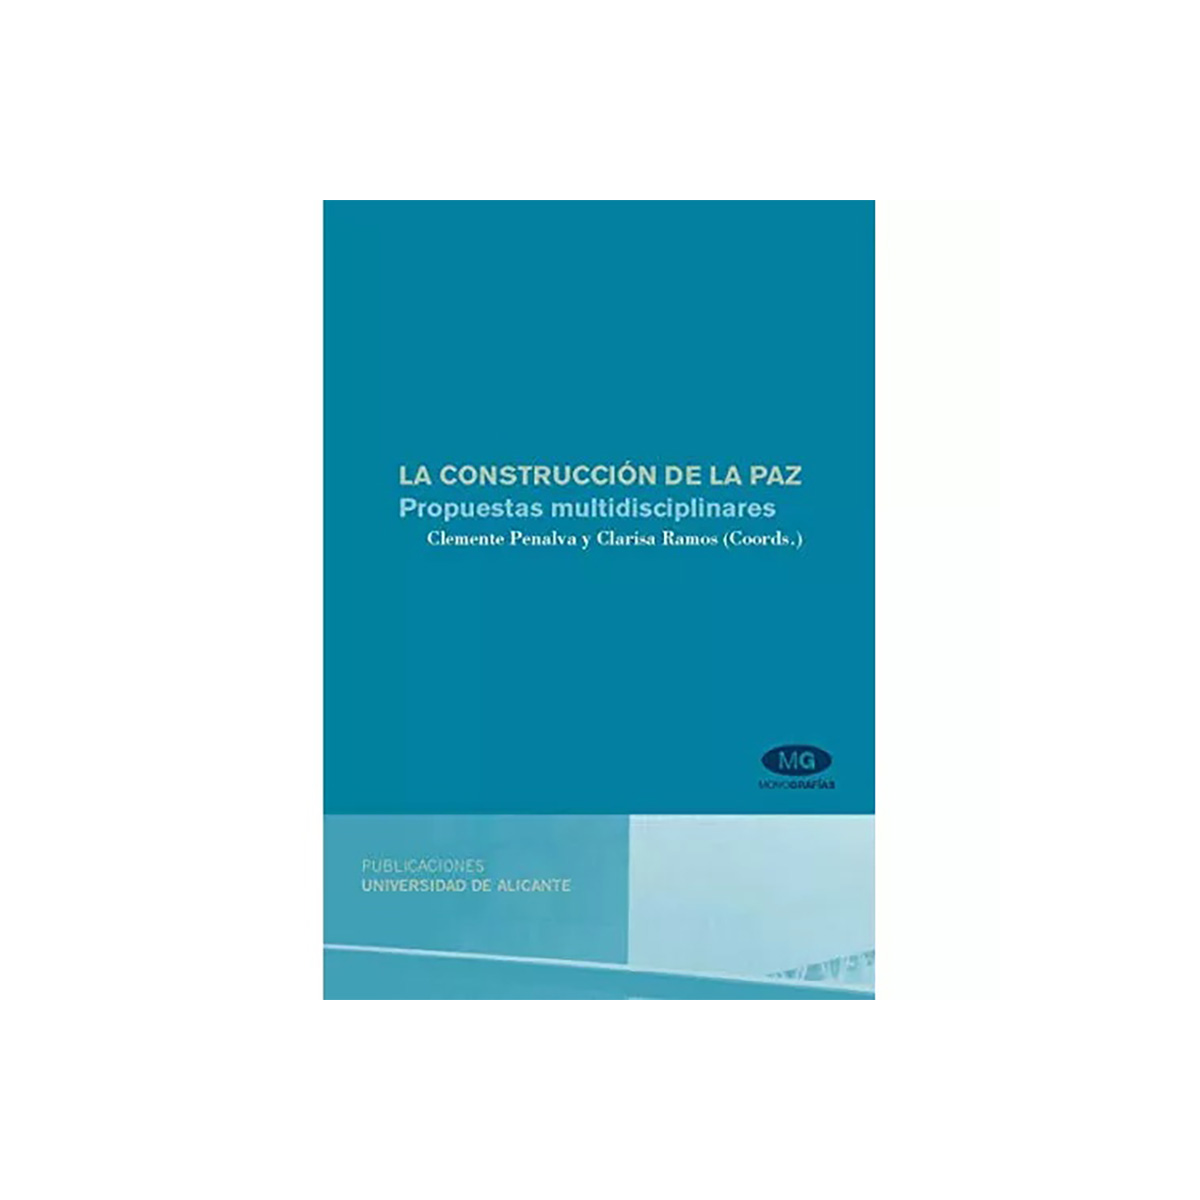 LA CONSTRUCCIÓN DE LA PAZ
Propuestas multidisciplinares
Clemente Penalva y Clarisa Ramos (Coords.)
MG
MONOGRAFÍAS
PUBLICACIONES
UNIVERSIDAD DE ALICANTE